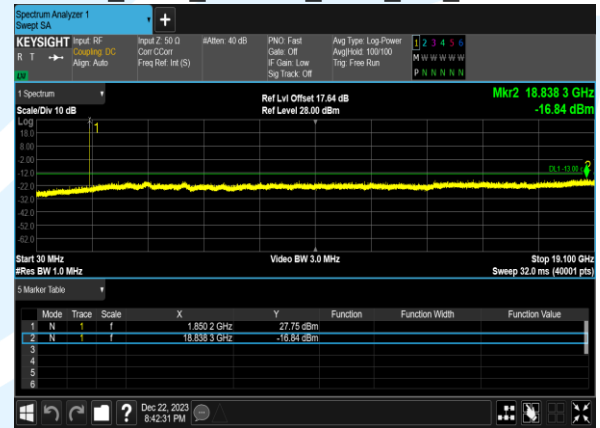 Spectrum Analyzer 1
Swept SA
+
KEYSIGHT Input: RF Input Z: 50 Ω #Atten: 40 dB PNO: Fast Avg Type: Log-Power 1 2 3 4 5 6
R T Coupling: DC Corr CCorr Gate: Off Avg|Hold: 100/100 M W W W W W
Align: Auto Freq Ref: Int (S) IF Gain: Low Trig: Free Run
LV Sig Track: Off P N N N N N
1 Spectrum Ref Lvl Offset 17.64 dB Mkr2 18.838 3 GHz
Scale/Div 10 dB Ref Level 28.00 dBm -16.84 dBm
Log
18.0 1
8.00
-2.00
-12.0 DL1 -13.00 2
-22.0
-32.0
-42.0
-52.0
-62.0
Start 30 MHz Video BW 3.0 MHz Stop 19.100 GHz
#Res BW 1.0 MHz Sweep 32.0 ms (40001 pts)
5 Marker Table
Mode Trace Scale X Y Function Function Width Function Value
1 N 1 f 1.850 2 GHz 27.75 dBm
2 N 1 f 18.838 3 GHz -16.84 dBm
3
4
5
6
? Dec 22, 2023
8:42:31 PM